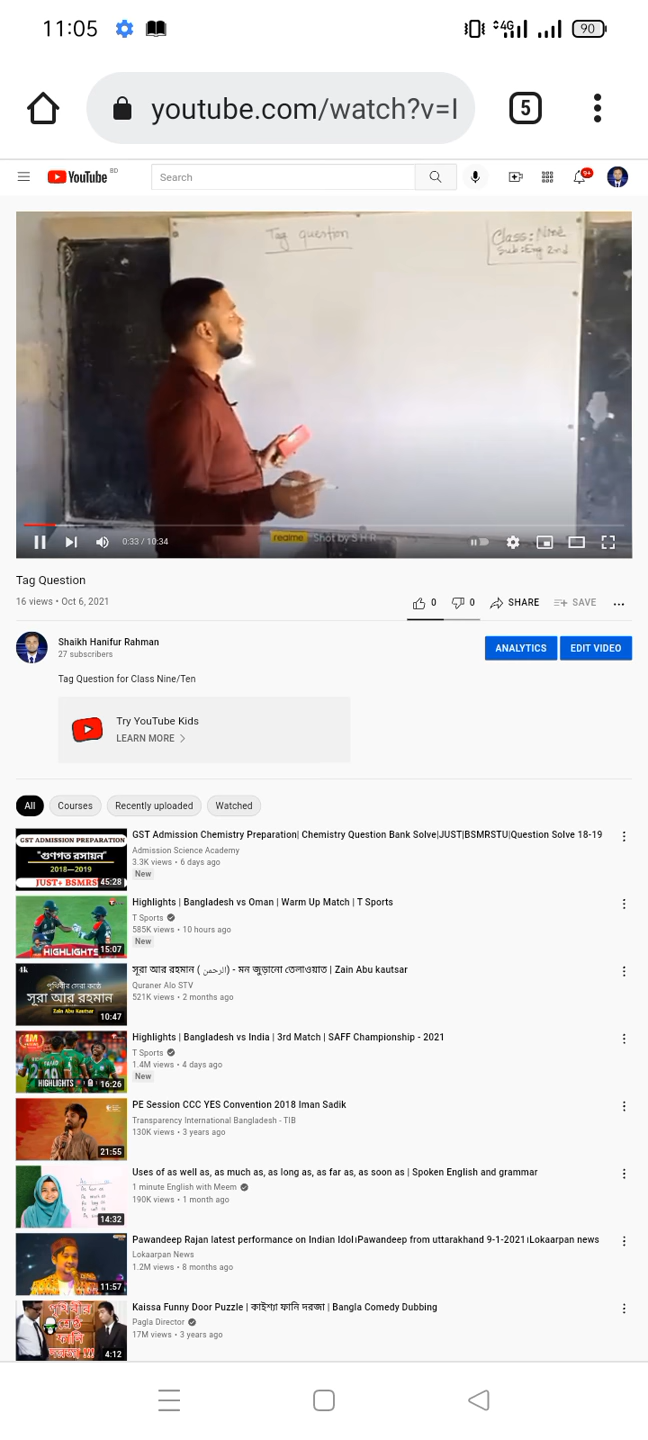 11:05
4G
90
youtube.com/watch?v=I
5
YouTube BD
Search
9+
Tag question
Class: Nine
Sub: Eng 2nd
0:33 / 10:34
realme Shot by S H R
Tag Question
16 views • Oct 6, 2021
0
0
SHARE
SAVE
Shaikh Hanifur Rahman
27 subscribers
ANALYTICS
EDIT VIDEO
Tag Question for Class Nine/Ten
Try YouTube Kids
LEARN MORE
All
Courses
Recently uploaded
Watched
GST ADMISSION PREPARATION
"গুণগত রসায়ন"
2018—2019
JUST+ BSMRS
45:28
GST Admission Chemistry Preparation| Chemistry Question Bank Solve|JUST|BSMRSTU|Question Solve 18-19
Admission Science Academy
3.3K views • 6 days ago
New
HIGHLIGHTS
15:07
Highlights | Bangladesh vs Oman | Warm Up Match | T Sports
T Sports
585K views • 10 hours ago
New
4k
পৃথিবীর সেরা কন্ঠে
সূরা আর রহমান
Zain Abu kautsar
10:47
সূরা আর রহমান ( الرحمن) - মন জুড়ানো তেলাওয়াত | Zain Abu kautsar
Quraner Alo STV
521K views • 2 months ago
1M
HIGHLIGHTS
16:26
Highlights | Bangladesh vs India | 3rd Match | SAFF Championship - 2021
T Sports
1.4M views • 4 days ago
New
21:55
PE Session CCC YES Convention 2018 Iman Sadik
Transparency International Bangladesh - TIB
130K views • 3 years ago
14:32
Uses of as well as, as much as, as long as, as far as, as soon as | Spoken English and grammar
1 minute English with Meem
190K views • 1 month ago
11:57
Pawandeep Rajan latest performance on Indian Idol।Pawandeep from uttarakhand 9-1-2021।Lokaarpan news
Lokaarpan News
1.2M views • 8 months ago
পৃথিবীর
শ্রেষ্ঠ
ফানি
দরজা !!!
4:12
Kaissa Funny Door Puzzle | কাইশ্যা ফানি দরজা | Bangla Comedy Dubbing
Pagla Director
17M views • 3 years ago